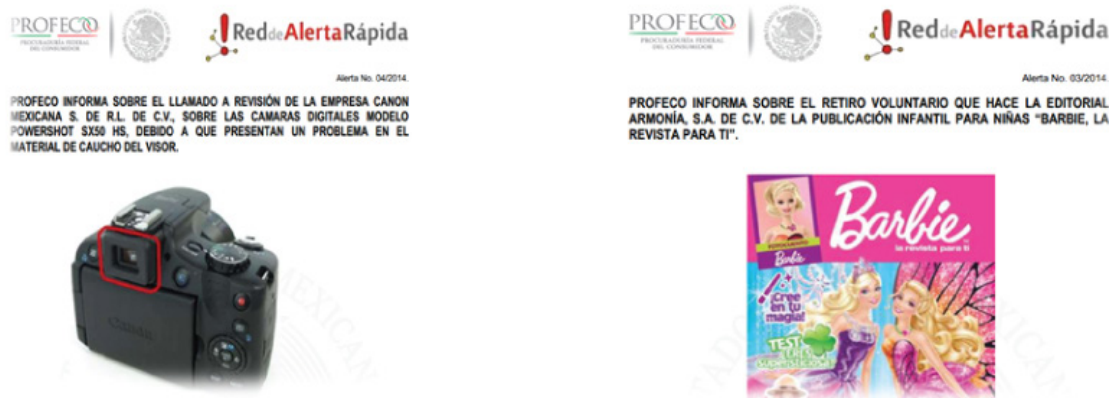 PROFECO
PROCURADURÍA FEDERAL
DEL CONSUMIDOR
ReddeAlertaRápida
Alerta No. 04/2014.
PROFECO INFORMA SOBRE EL LLAMADO A REVISIÓN DE LA EMPRESA CANON
MEXICANA S. DE R.L. DE C.V., SOBRE LAS CAMARAS DIGITALES MODELO
POWERSHOT SX50 HS, DEBIDO A QUE PRESENTAN UN PROBLEMA EN EL
MATERIAL DE CAUCHO DEL VISOR.
Canon
PROFECO
PROCURADURÍA FEDERAL
DEL CONSUMIDOR
ReddeAlertaRápida
Alerta No. 03/2014.
PROFECO INFORMA SOBRE EL RETIRO VOLUNTARIO QUE HACE LA EDITORIAL
ARMONÍA, S.A. DE C.V. DE LA PUBLICACIÓN INFANTIL PARA NIÑAS “BARBIE, LA
REVISTA PARA TI”.
Barbie
la revista para ti
Barbie
¡Cree
en tu
magia!
TEST
¿ERES
SUPERSTICIOSA?